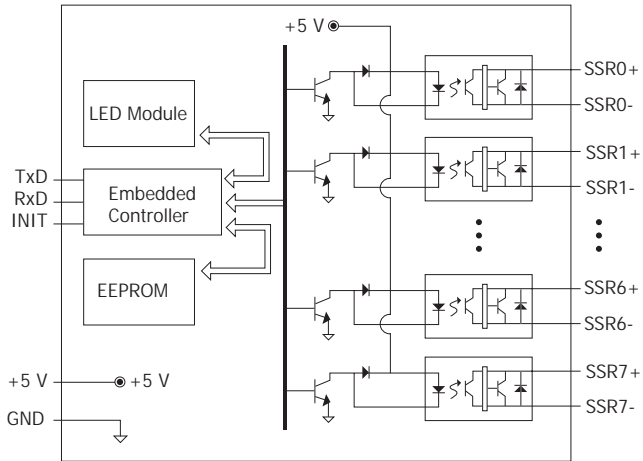 +5 V
SSR0+
LED Module
SSR0-
SSR1+
TxD
RxD
INIT
Embedded
Controller
SSR1-
EEPROM
SSR6+
SSR6-
+5 V
+5 V
SSR7+
GND
SSR7-